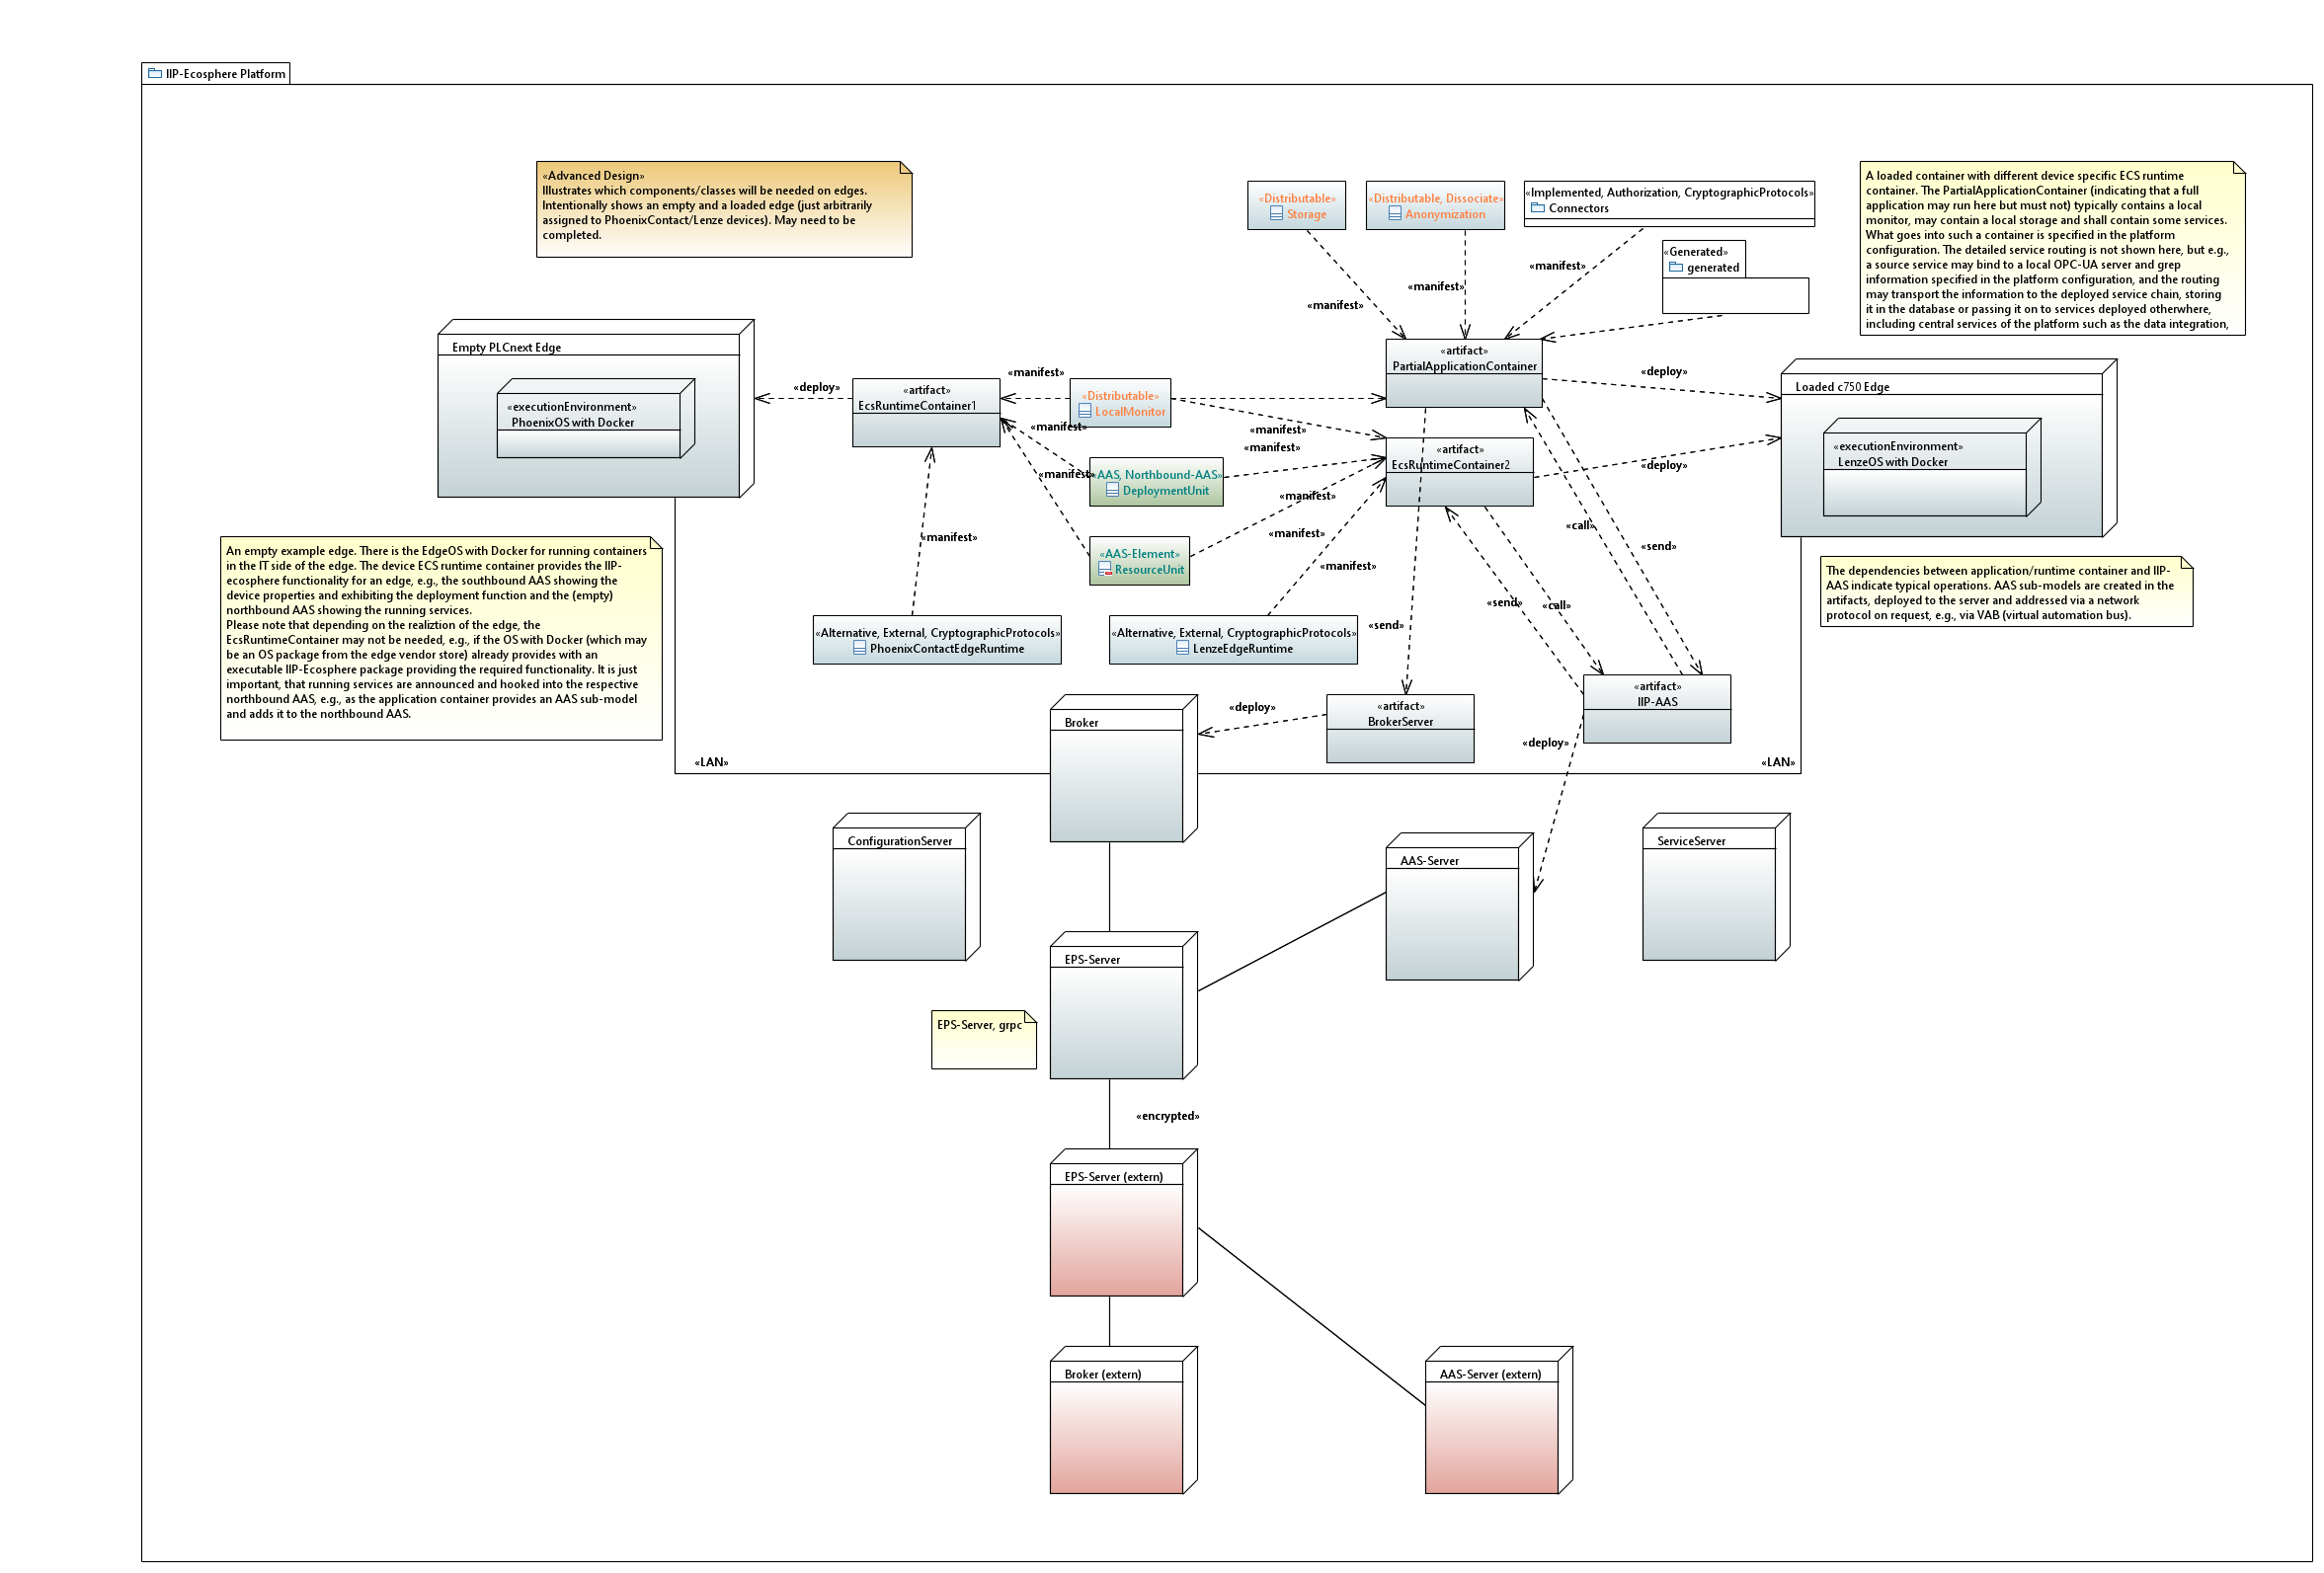 IIP-Ecosphere Platform
«Advanced Design»
Illustrates which components/classes will be needed on edges.
Intentionally shows an empty and a loaded edge (just arbitrarily
assigned to PhoenixContact/Lenze devices). May need to be
completed.
«Distributable»
Storage
«Distributable, Dissociate»
Anonymization
«Implemented, Authorization, CryptographicProtocols»
Connectors
«Generated»
generated
A loaded container with different device specific ECS runtime
container. The PartialApplicationContainer (indicating that a full
application may run here but must not) typically contains a local
monitor, may contain a local storage and shall contain some services.
What goes into such a container is specified in the platform
configuration. The detailed service routing is not shown here, but e.g.,
a source service may bind to a local OPC-UA server and grep
information specified in the platform configuration, and the routing
may transport the information to the deployed service chain, storing
it in the database or passing it on to services deployed otherwhere,
including central services of the platform such as the data integration,
«manifest»
«manifest»
«manifest»
Empty PLCnext Edge
«executionEnvironment»
PhoenixOS with Docker
«deploy»
«artifact»
EcsRuntimeContainer1
«manifest»
«Distributable»
LocalMonitor
«artifact»
PartialApplicationContainer
«deploy»
Loaded c750 Edge
«executionEnvironment»
LenzeOS with Docker
«manifest»
«manifest»
«manifest»
«manifest»
«AAS, Northbound-AAS»
DeploymentUnit
«artifact»
EcsRuntimeContainer2
«deploy»
«manifest»
«manifest»
«manifest»
«manifest»
«AAS-Element»
ResourceUnit
«call»
«send»
«send»
«call»
«send»
An empty example edge. There is the EdgeOS with Docker for running containers
in the IT side of the edge. The device ECS runtime container provides the IIP-
ecosphere functionality for an edge, e.g., the southbound AAS showing the
device properties and exhibiting the deployment function and the (empty)
northbound AAS showing the running services.
Please note that depending on the realiztion of the edge, the
EcsRuntimeContainer may not be needed, e.g., if the OS with Docker (which may
be an OS package from the edge vendor store) already provides with an
executable IIP-Ecosphere package providing the required functionality. It is just
important, that running services are announced and hooked into the respective
northbound AAS, e.g., as the application container provides an AAS sub-model
and adds it to the northbound AAS.
The dependencies between application/runtime container and IIP-
AAS indicate typical operations. AAS sub-models are created in the
artifacts, deployed to the server and addressed via a network
protocol on request, e.g., via VAB (virtual automation bus).
«Alternative, External, CryptographicProtocols»
PhoenixContactEdgeRuntime
«Alternative, External, CryptographicProtocols»
LenzeEdgeRuntime
«artifact»
IIP-AAS
Broker
«deploy»
«artifact»
BrokerServer
«deploy»
«LAN»
«LAN»
ConfigurationServer
AAS-Server
ServiceServer
EPS-Server
EPS-Server, grpc
«encrypted»
EPS-Server (extern)
Broker (extern)
AAS-Server (extern)